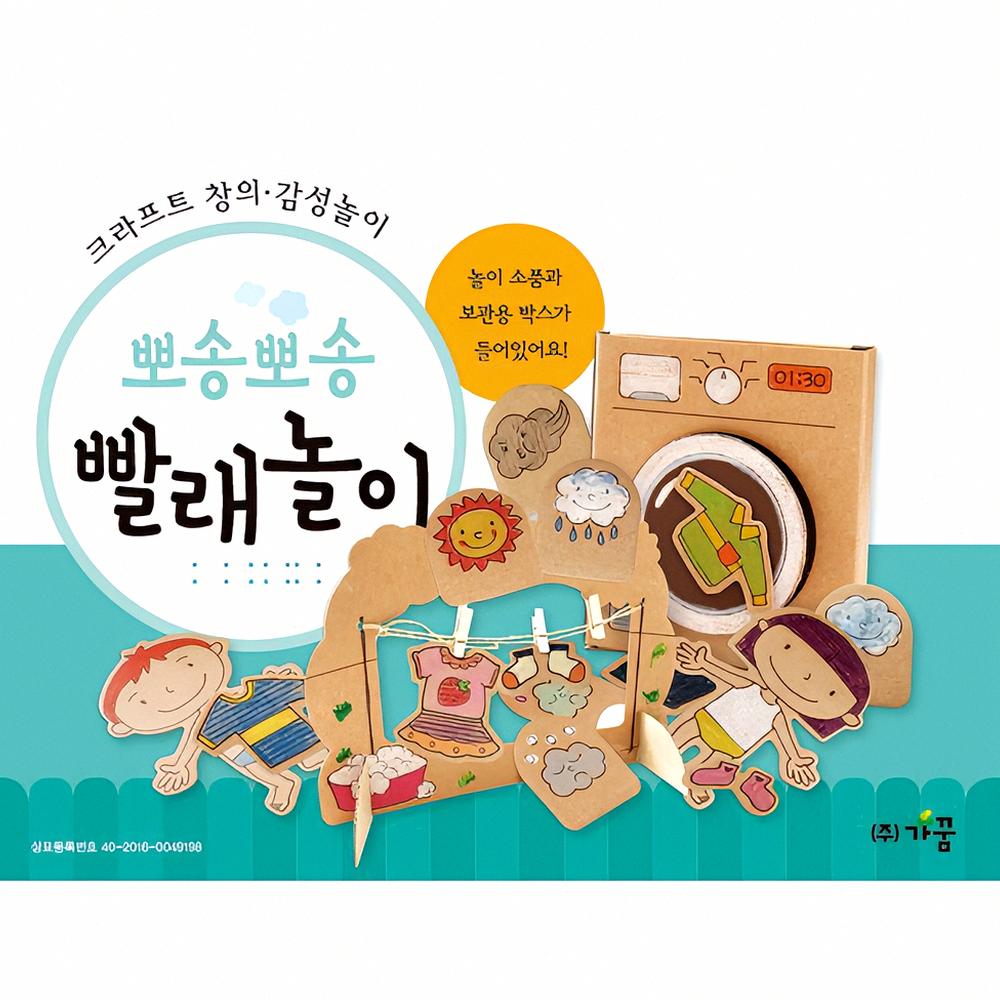 크라프트 창의·감성놀이
뽀송뽀송
빨래놀이
놀이 소품과
보관용 박스가
들어있어요!
01:30
상표등록번호 40-2016-0049198
(주)가꿈